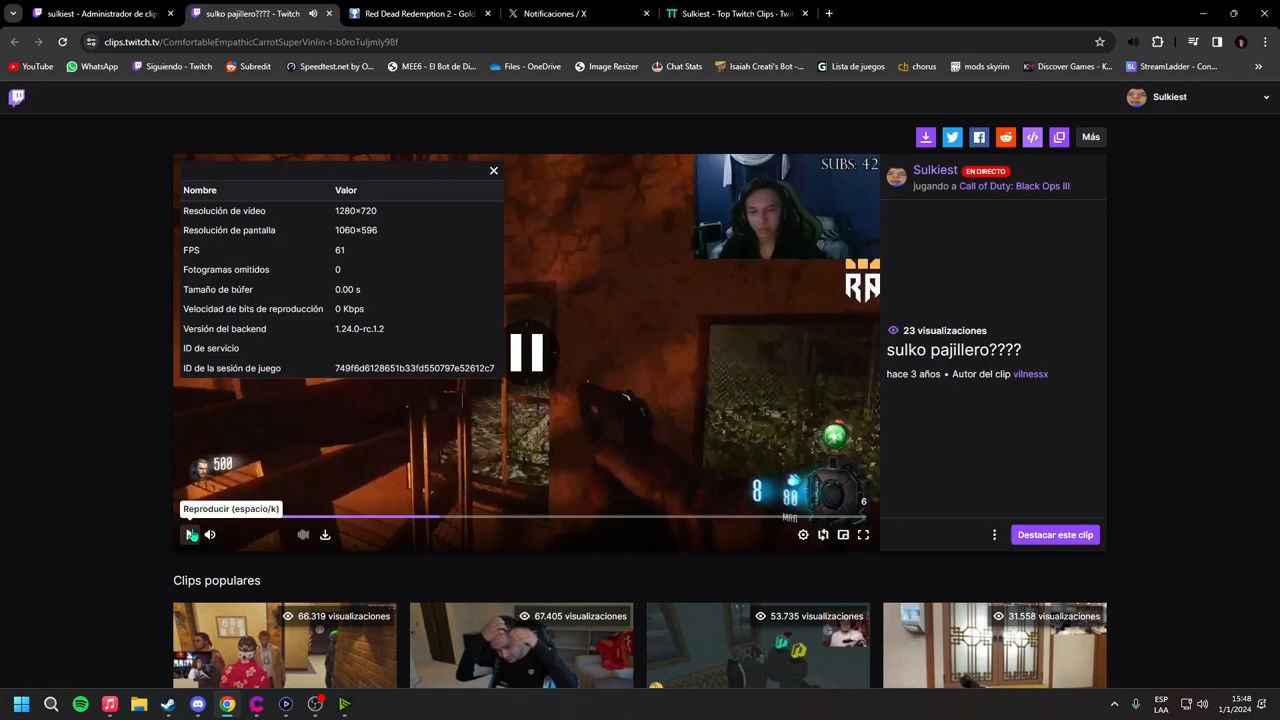 sulkiest - Administrador de clip
sulko pajillero???? - Twitch
Red Dead Redemption 2 - Gold
Notificaciones / X
Sulkiest - Top Twitch Clips · Tw
clips.twitch.tv/ComfortableEmpathicCarrotSuperVinlin-t-b0roTuljmIy98f
YouTube
WhatsApp
Siguiendo - Twitch
Subredit
Speedtest.net by O...
MEE6 - El Bot de Di...
Files - OneDrive
Image Resizer
Chat Stats
Isaiah Creati's Bot -...
Lista de juegos
chorus
mods skyrim
Discover Games - K...
StreamLadder - Con...
Sulkiest
Más
SUBS: 42
Nombre Valor
Resolución de vídeo 1280×720
Resolución de pantalla 1060×596
FPS 61
Fotogramas omitidos 0
Tamaño de búfer 0.00 s
Velocidad de bits de reproducción 0 Kbps
Versión del backend 1.24.0-rc.1.2
ID de servicio
ID de la sesión de juego 749f6d6128651b33fd550797e52612c7
Sulkiest EN DIRECTO
jugando a Call of Duty: Black Ops III
23 visualizaciones
sulko pajillero????
hace 3 años • Autor del clip vilnessx
500
8 80
6
MR6
Reproducir (espacio/k)
Destacar este clip
Clips populares
66.319 visualizaciones
67.405 visualizaciones
53.735 visualizaciones
31.558 visualizaciones
ESP
LAA
15:48
1/1/2024